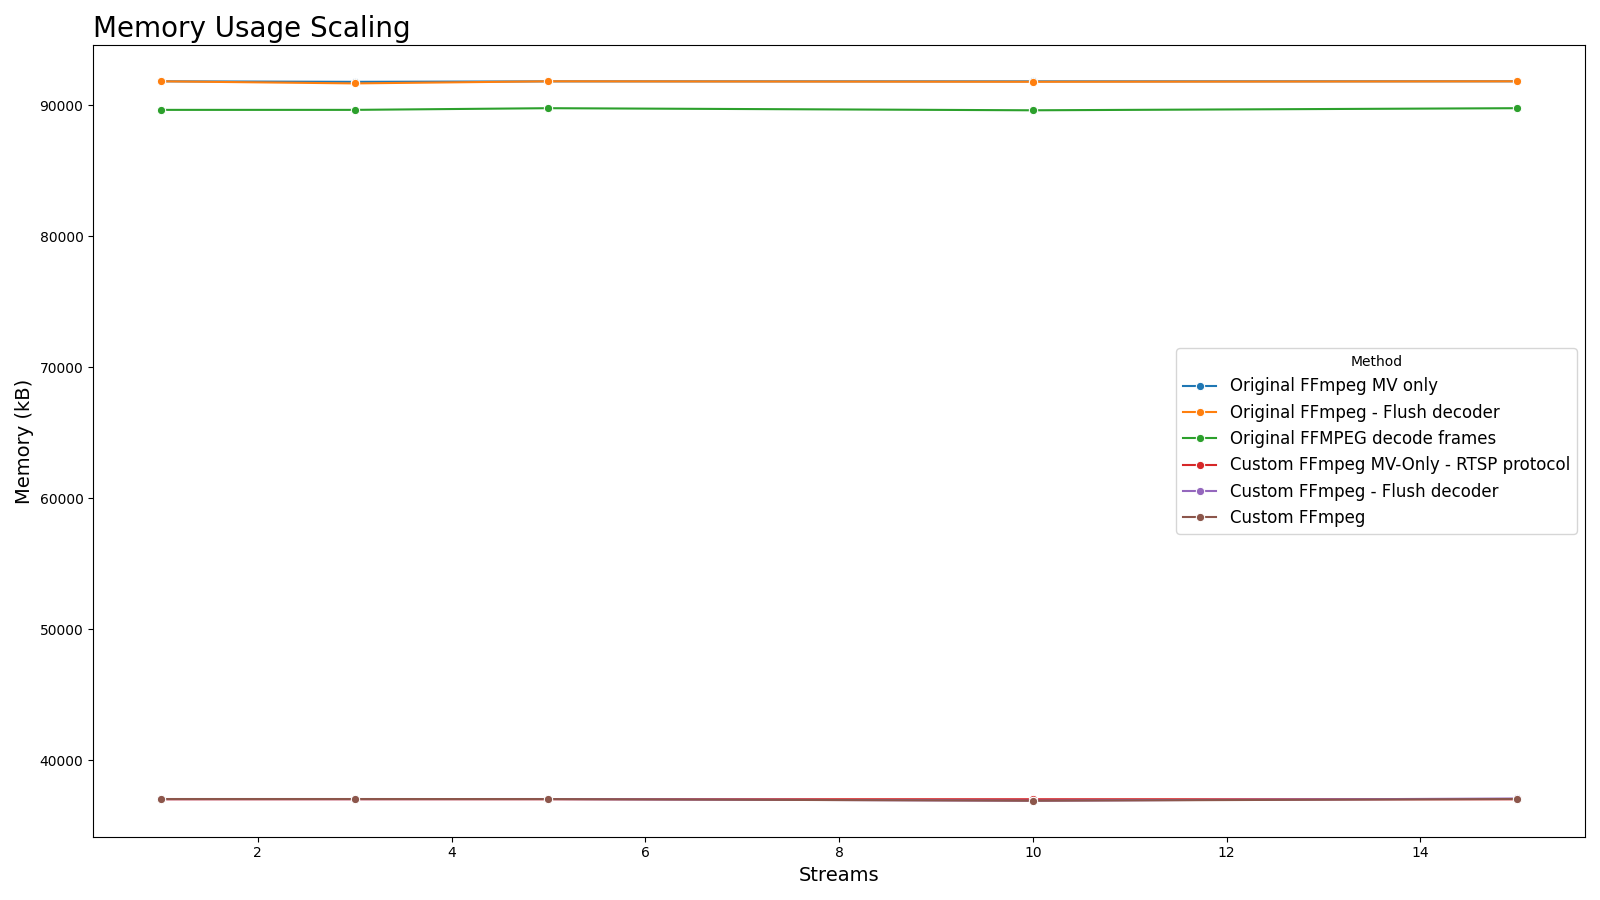 Memory Usage Scaling
Memory (kB)
90000
80000
70000
60000
50000
40000
Method
Original FFmpeg MV only
Original FFmpeg - Flush decoder
Original FFMPEG decode frames
Custom FFmpeg MV-Only - RTSP protocol
Custom FFmpeg - Flush decoder
Custom FFmpeg
2 4 6 8 10 12 14
Streams